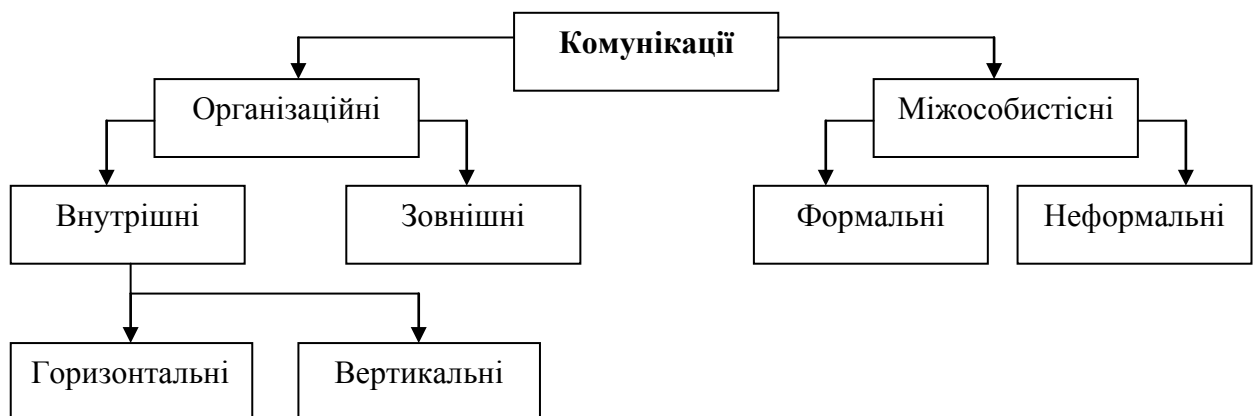 Комунікації
Організаційні
Міжособистісні
Внутрішні
Зовнішні
Формальні
Неформальні
Горизонтальні
Вертикальні